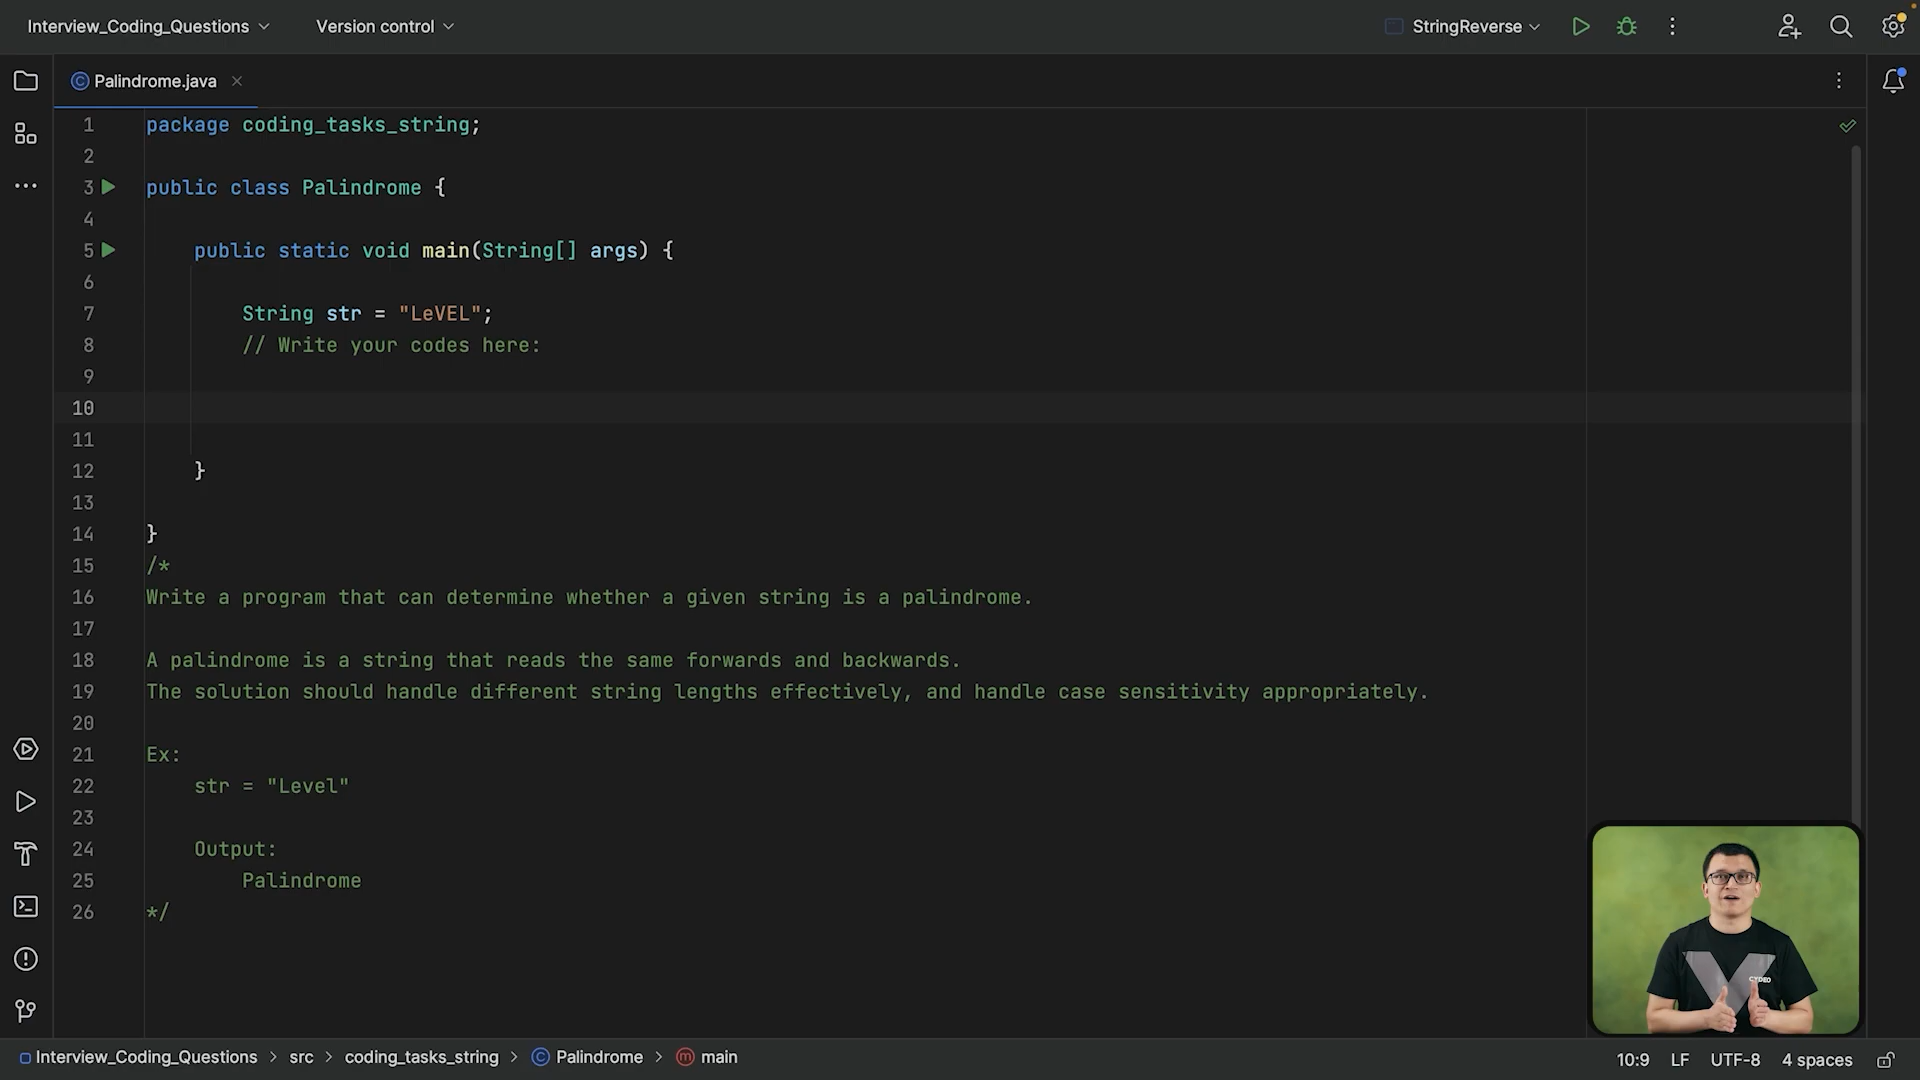 Interview_Coding_Questions
Version control
StringReverse
Palindrome.java
1 package coding_tasks_string;
2
3 public class Palindrome {
4
5 public static void main(String[] args) {
6
7 String str = "LeVEL";
8 // Write your codes here:
9
10
11
12 }
13
14 }
15 /*
16 Write a program that can determine whether a given string is a palindrome.
17
18 A palindrome is a string that reads the same forwards and backwards.
19 The solution should handle different string lengths effectively, and handle case sensitivity appropriately.
20
21 Ex:
22 str = "Level"
23
24 Output:
25 Palindrome
26 */
CYDEO
Interview_Coding_Questions > src > coding_tasks_string > Palindrome > main
10:9 LF UTF-8 4 spaces